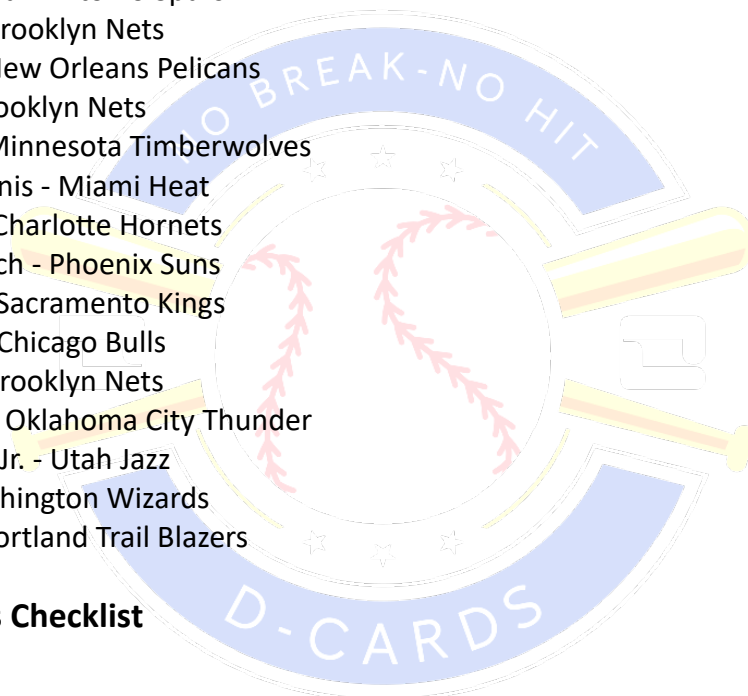 rooklyn Nets
New Orleans Pelicans
ooklyn Nets
Minnesota Timberwolves
nis - Miami Heat
Charlotte Hornets
ch - Phoenix Suns
Sacramento Kings
Chicago Bulls
rooklyn Nets
Oklahoma City Thunder
Jr. - Utah Jazz
hington Wizards
ortland Trail Blazers
s Checklist
NO BREAK-NO HIT
D-CARDS